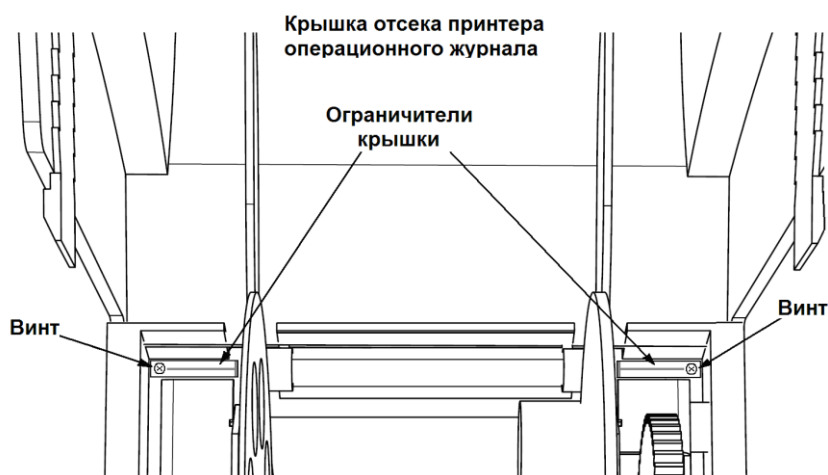 Крышка отсека принтера
операционного журнала
Ограничители
крышки
Винт
Винт